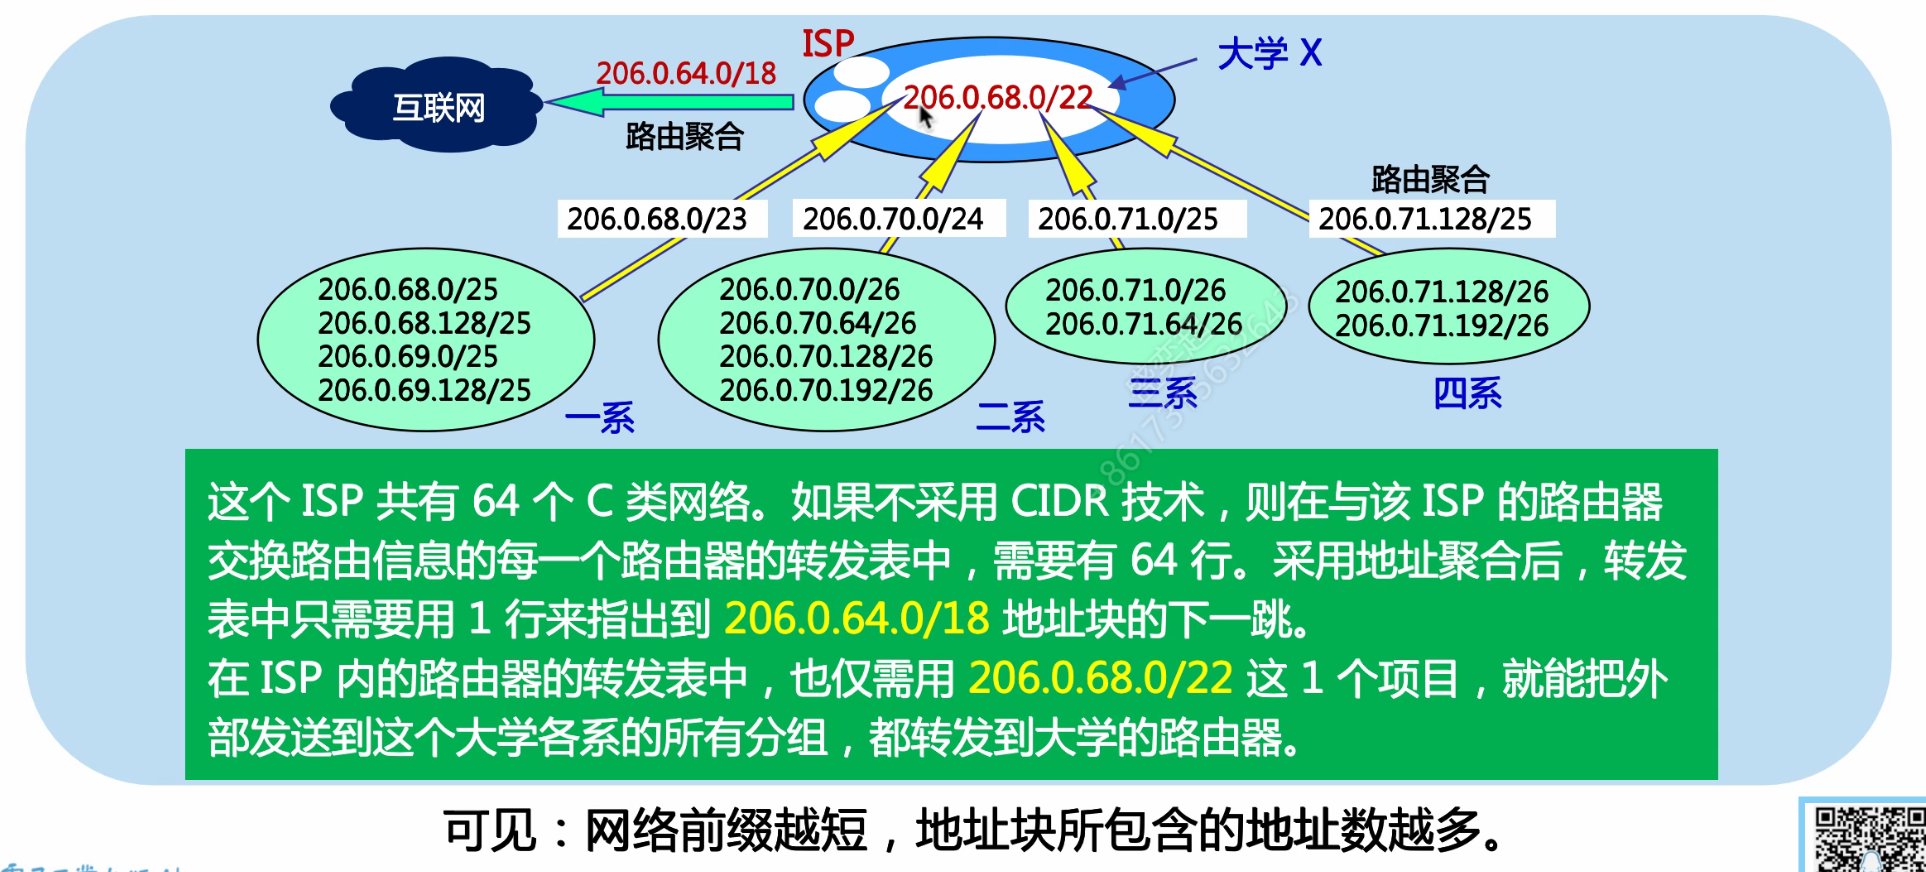 ISP
大学 X
206.0.64.0/18
互联网
206.0.68.0/22
路由聚合
路由聚合
206.0.68.0/23
206.0.70.0/24
206.0.71.0/25
206.0.71.128/25
206.0.68.0/25
206.0.68.128/25
206.0.69.0/25
206.0.69.128/25
一系
206.0.70.0/26
206.0.70.64/26
206.0.70.128/26
206.0.70.192/26
二系
206.0.71.0/26
206.0.71.64/26
三系
206.0.71.128/26
206.0.71.192/26
四系
这个 ISP 共有 64 个 C 类网络。如果不采用 CIDR 技术，则在与该 ISP 的路由器
交换路由信息的每一个路由器的转发表中，需要有 64 行。采用地址聚合后，转发
表中只需要用 1 行来指出到 206.0.64.0/18 地址块的下一跳。
在 ISP 内的路由器的转发表中，也仅需用 206.0.68.0/22 这 1 个项目，就能把外
部发送到这个大学各系的所有分组，都转发到大学的路由器。
可见：网络前缀越短，地址块所包含的地址数越多。